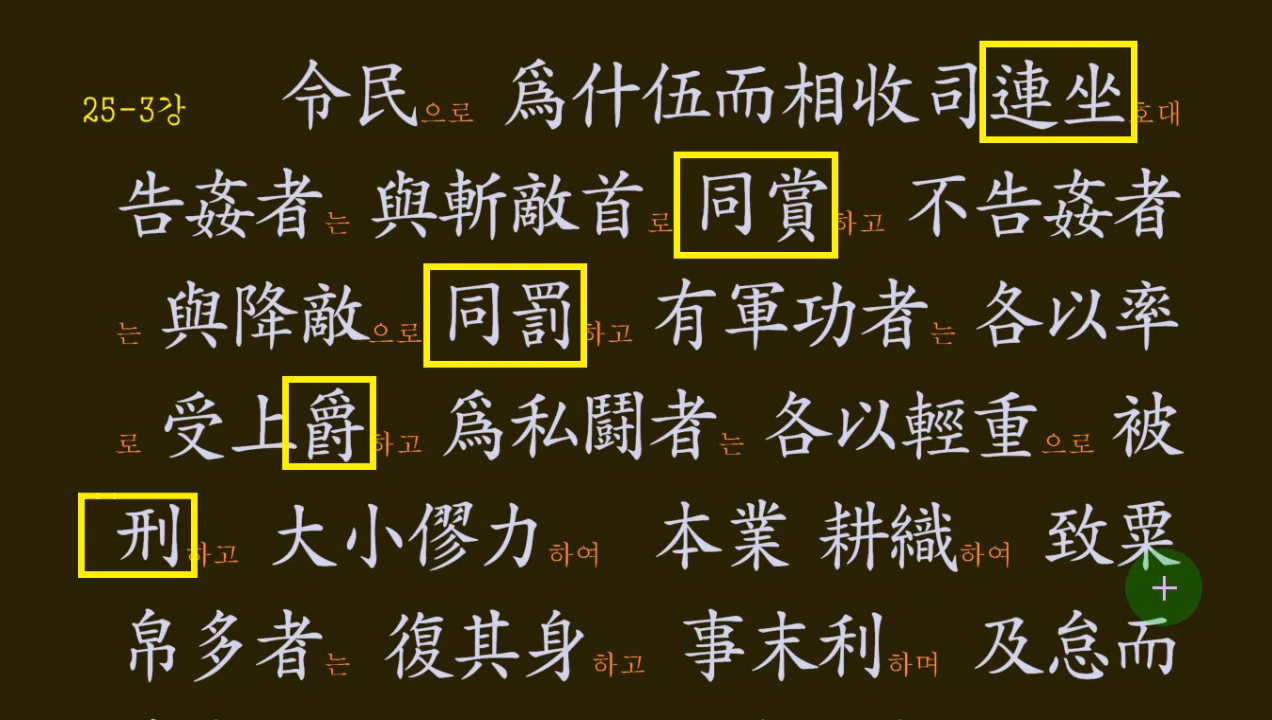 25-3강 令民으로 爲什伍而相收司連坐호대
告姦者는 與斬敵首로 同賞하고 不告姦者
는 與降敵으로 同罰하고 有軍功者는 各以率
로 受上爵하고 爲私鬪者는 各以輕重으로 被
刑하고 大小僇力하여 本業 耕織하여 致粟
帛多者는 復其身하고 事末利하며 及怠而